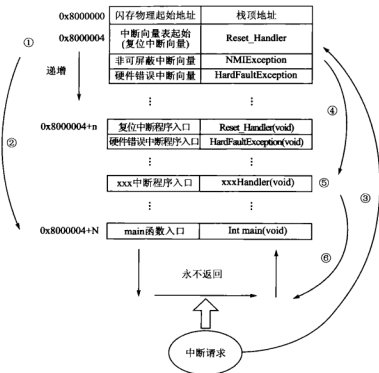 0x8000000 闪存物理起始地址 栈顶地址
① 0x8000004 中断向量表起始 (复位中断向量) Reset_Handler
递增 非可屏蔽中断向量 NMIException
硬件错误中断向量 HardFaultException
⋮ ⋮
④
0x8000004+n 复位中断程序入口 Reset_Handler(void)
② 硬件错误中断程序入口 HardFaultException(void)
⋮ ⋮
xxx中断程序入口 xxxHandler(void) ⑤
③
⋮ ⋮
0x8000004+N main函数入口 Int main(void)
⑥
永不返回
中断请求